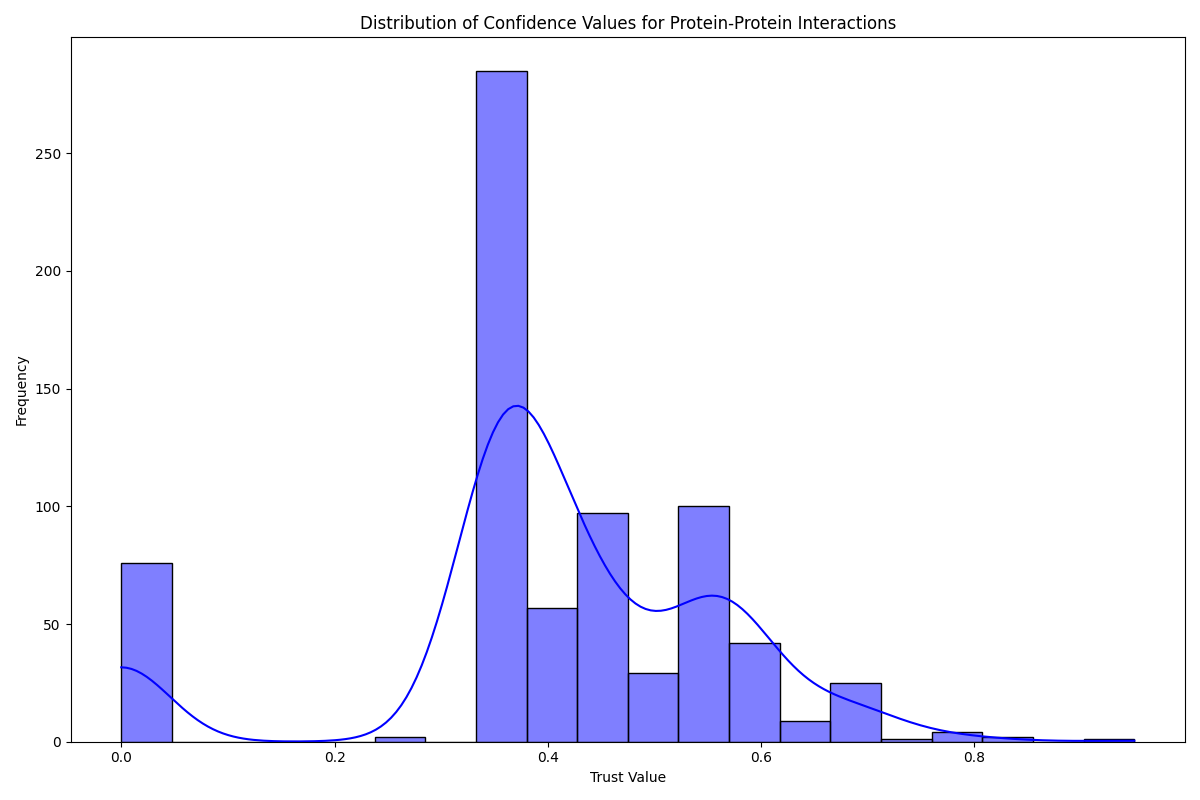 Distribution of Confidence Values for Protein-Protein Interactions
Frequency
250
200
150
100
50
0
0.0 0.2 0.4 0.6 0.8
Trust Value